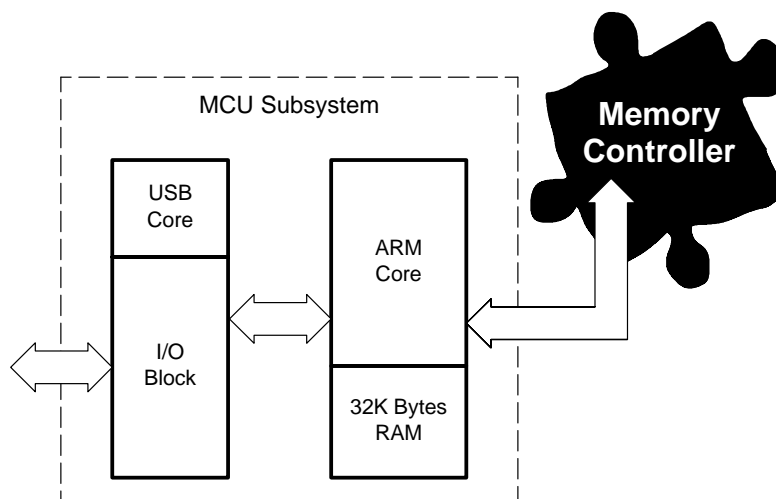 MCU Subsystem
Memory
Controller
USB
Core
ARM
Core
I/O
Block
32K Bytes
RAM